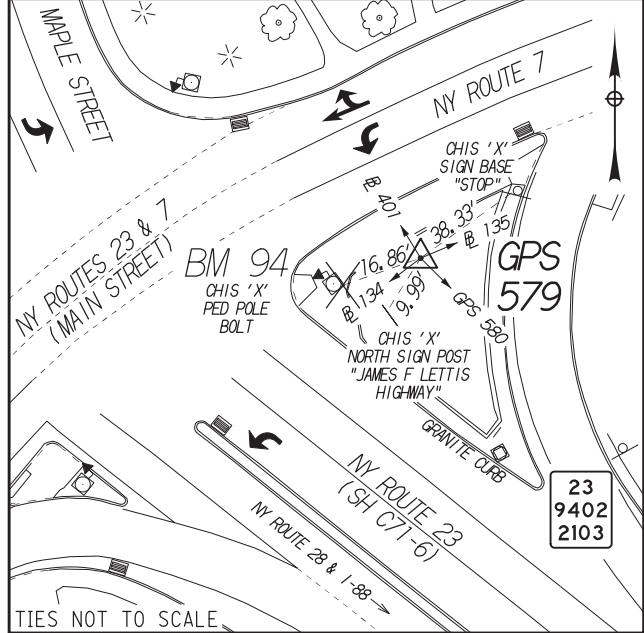 MAPLE STREET
NY ROUTE 7
CHIS 'X'
SIGN BASE
"STOP"
NY ROUTES 23 & 7
(MAIN STREET)
BM 94
CHIS 'X'
PED POLE
BOLT
BL 401
16.86'
38.33'
BL 135
BL 134
9.99'
GPS
579
GPS 580
CHIS 'X'
NORTH SIGN POST
"JAMES F LETTIS
HIGHWAY"
GRANITE CURB
NY ROUTE 23
(SH C71-6)
NY ROUTE 28 & I-88
23
9402
2103
TIES NOT TO SCALE